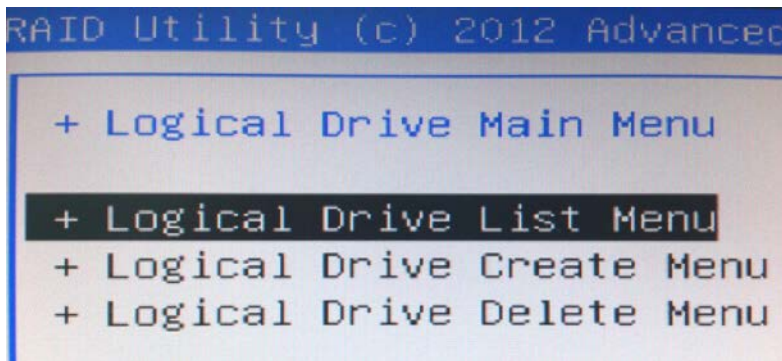 RAID Utility (c) 2012 Advanced
+ Logical Drive Main Menu
+ Logical Drive List Menu
+ Logical Drive Create Menu
+ Logical Drive Delete Menu